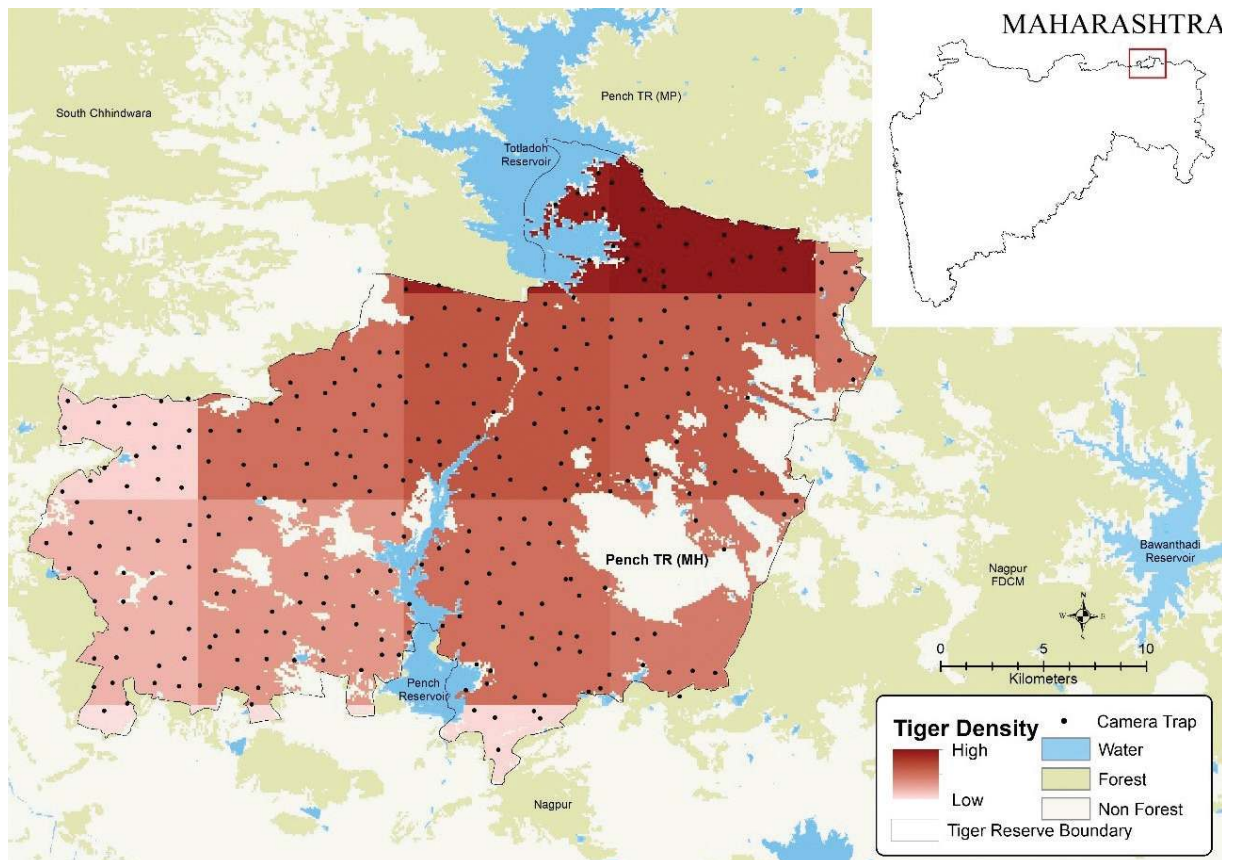 MAHARASHTRA
South Chhindwara
Pench TR (MP)
Totladoh
Reservoir
Pench TR (MH)
Bawanthadi
Reservoir
Nagpur
FDCM
N
W E
S
0 5 10
Kilometers
Pench
Reservoir
Nagpur
Tiger Density
High
Low
Tiger Reserve Boundary
Camera Trap
Water
Forest
Non Forest